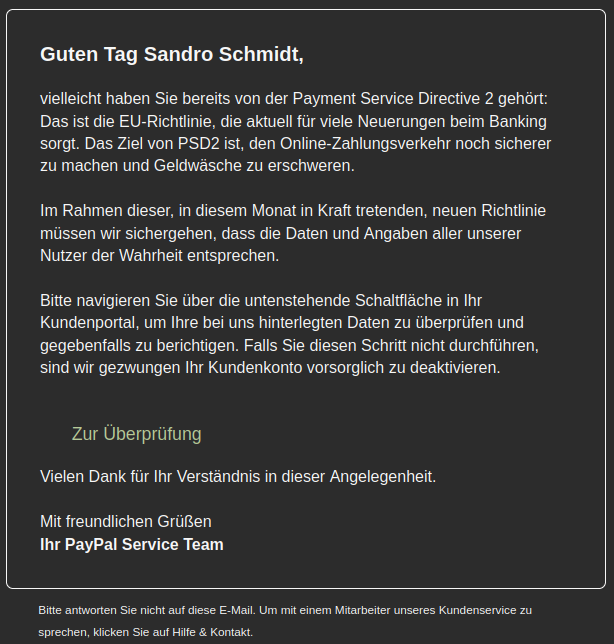 Guten Tag Sandro Schmidt,
vielleicht haben Sie bereits von der Payment Service Directive 2 gehört:
Das ist die EU-Richtlinie, die aktuell für viele Neuerungen beim Banking
sorgt. Das Ziel von PSD2 ist, den Online-Zahlungsverkehr noch sicherer
zu machen und Geldwäsche zu erschweren.
Im Rahmen dieser, in diesem Monat in Kraft tretenden, neuen Richtlinie
müssen wir sichergehen, dass die Daten und Angaben aller unserer
Nutzer der Wahrheit entsprechen.
Bitte navigieren Sie über die untenstehende Schaltfläche in Ihr
Kundenportal, um Ihre bei uns hinterlegten Daten zu überprüfen und
gegebenfalls zu berichtigen. Falls Sie diesen Schritt nicht durchführen,
sind wir gezwungen Ihr Kundenkonto vorsorglich zu deaktivieren.
Zur Überprüfung
Vielen Dank für Ihr Verständnis in dieser Angelegenheit.
Mit freundlichen Grüßen
Ihr PayPal Service Team
Bitte antworten Sie nicht auf diese E-Mail. Um mit einem Mitarbeiter unseres Kundenservice zu
sprechen, klicken Sie auf Hilfe & Kontakt.